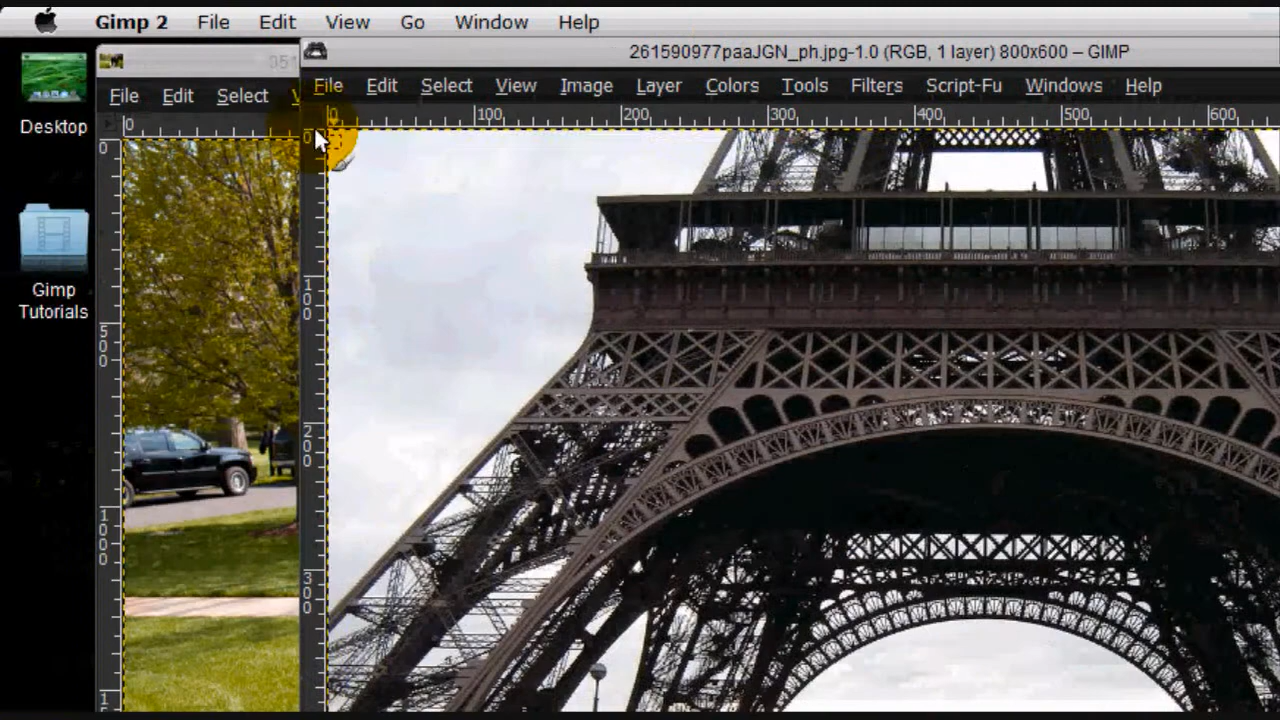 Gimp 2 File Edit View Go Window Help
261590977paaJGN_ph.jpg-1.0 (RGB, 1 layer) 800x600 – GIMP
File Edit Select View Image Layer Colors Tools Filters Script-Fu Windows Help
File Edit Select
0 100 200 300 400 500 600
0
0
100
200
300
0
500
1000
Desktop
Gimp
Tutorials